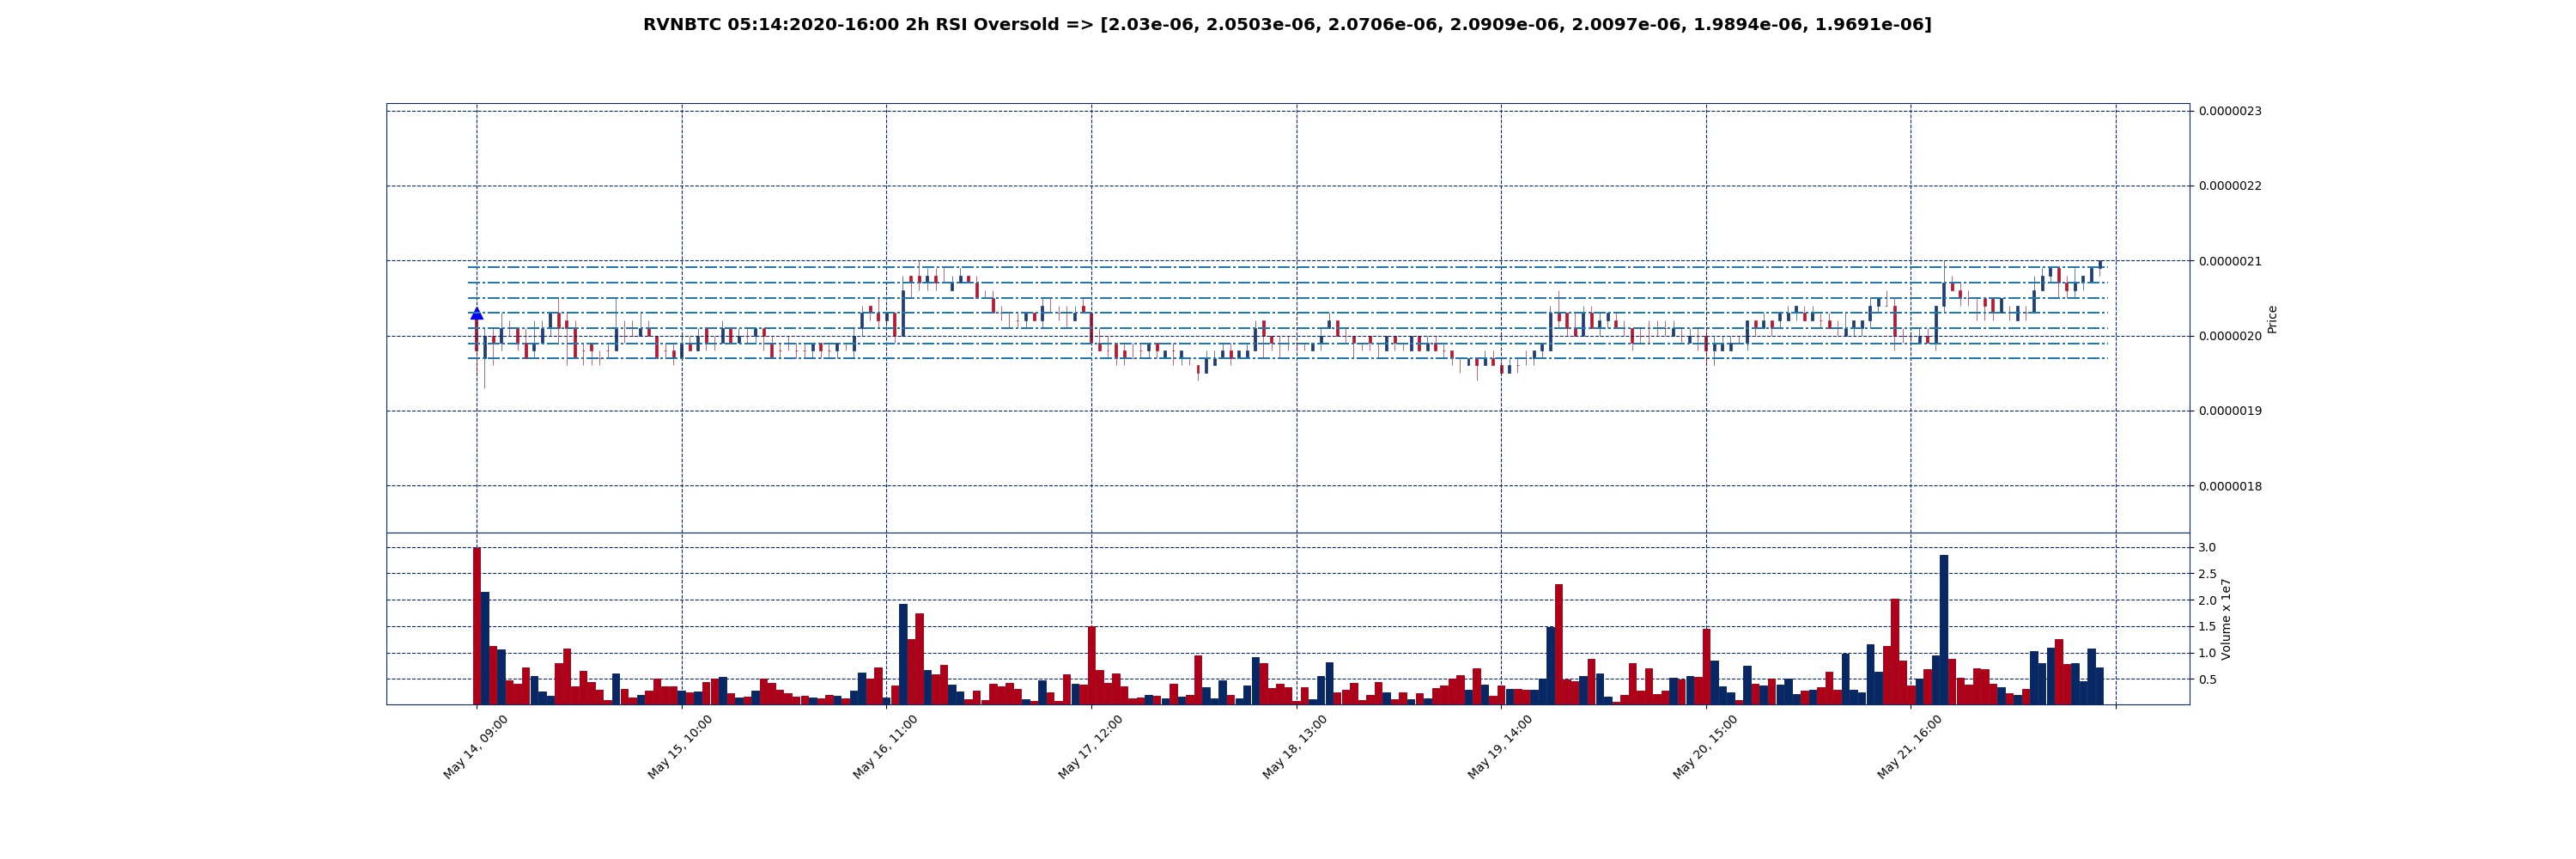 RVNBTC 05:14:2020-16:00 2h RSI Oversold => [2.03e-06, 2.0503e-06, 2.0706e-06, 2.0909e-06, 2.0097e-06, 1.9894e-06, 1.9691e-06]
0.0000023
0.0000022
0.0000021
0.0000020
0.0000019
0.0000018
Price
3.0
2.5
2.0
1.5
1.0
0.5
Volume x 1e7
May 14, 09:00
May 15, 10:00
May 16, 11:00
May 17, 12:00
May 18, 13:00
May 19, 14:00
May 20, 15:00
May 21, 16:00